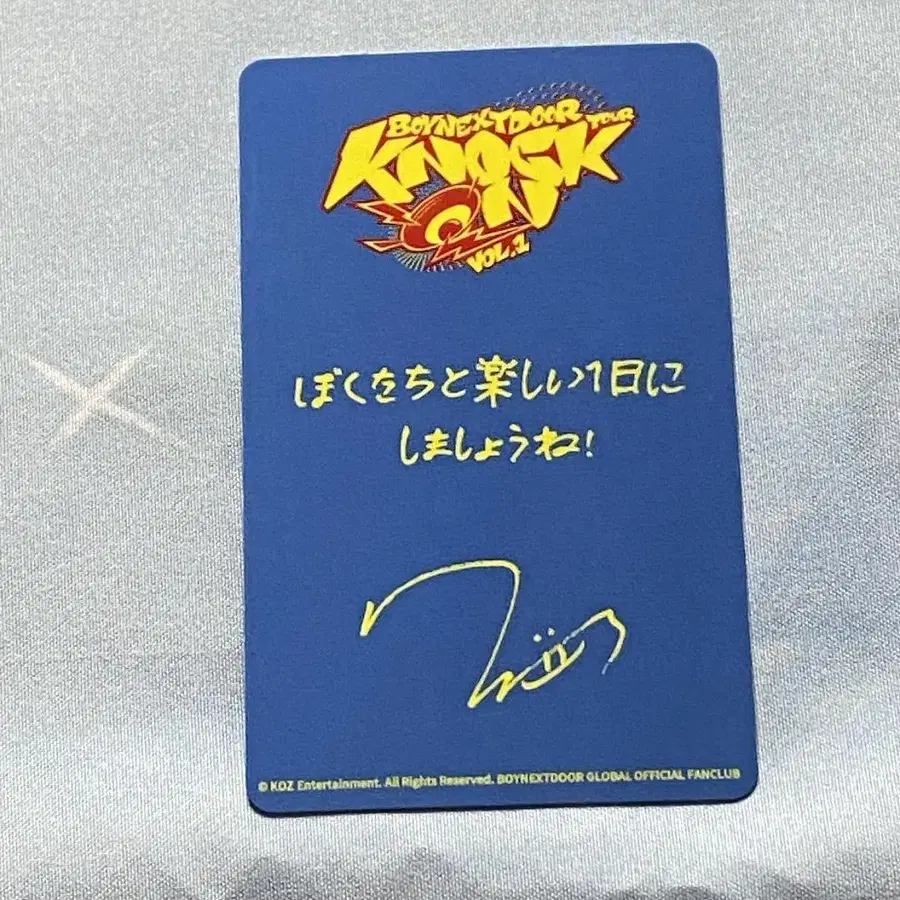 BOYNEXTDOOR TOUR
KNOCK
ON
VOL.1
ぼくたちと楽しい1日に
しましょうね!
© KOZ Entertainment. All Rights Reserved. BOYNEXTDOOR GLOBAL OFFICIAL FANCLUB